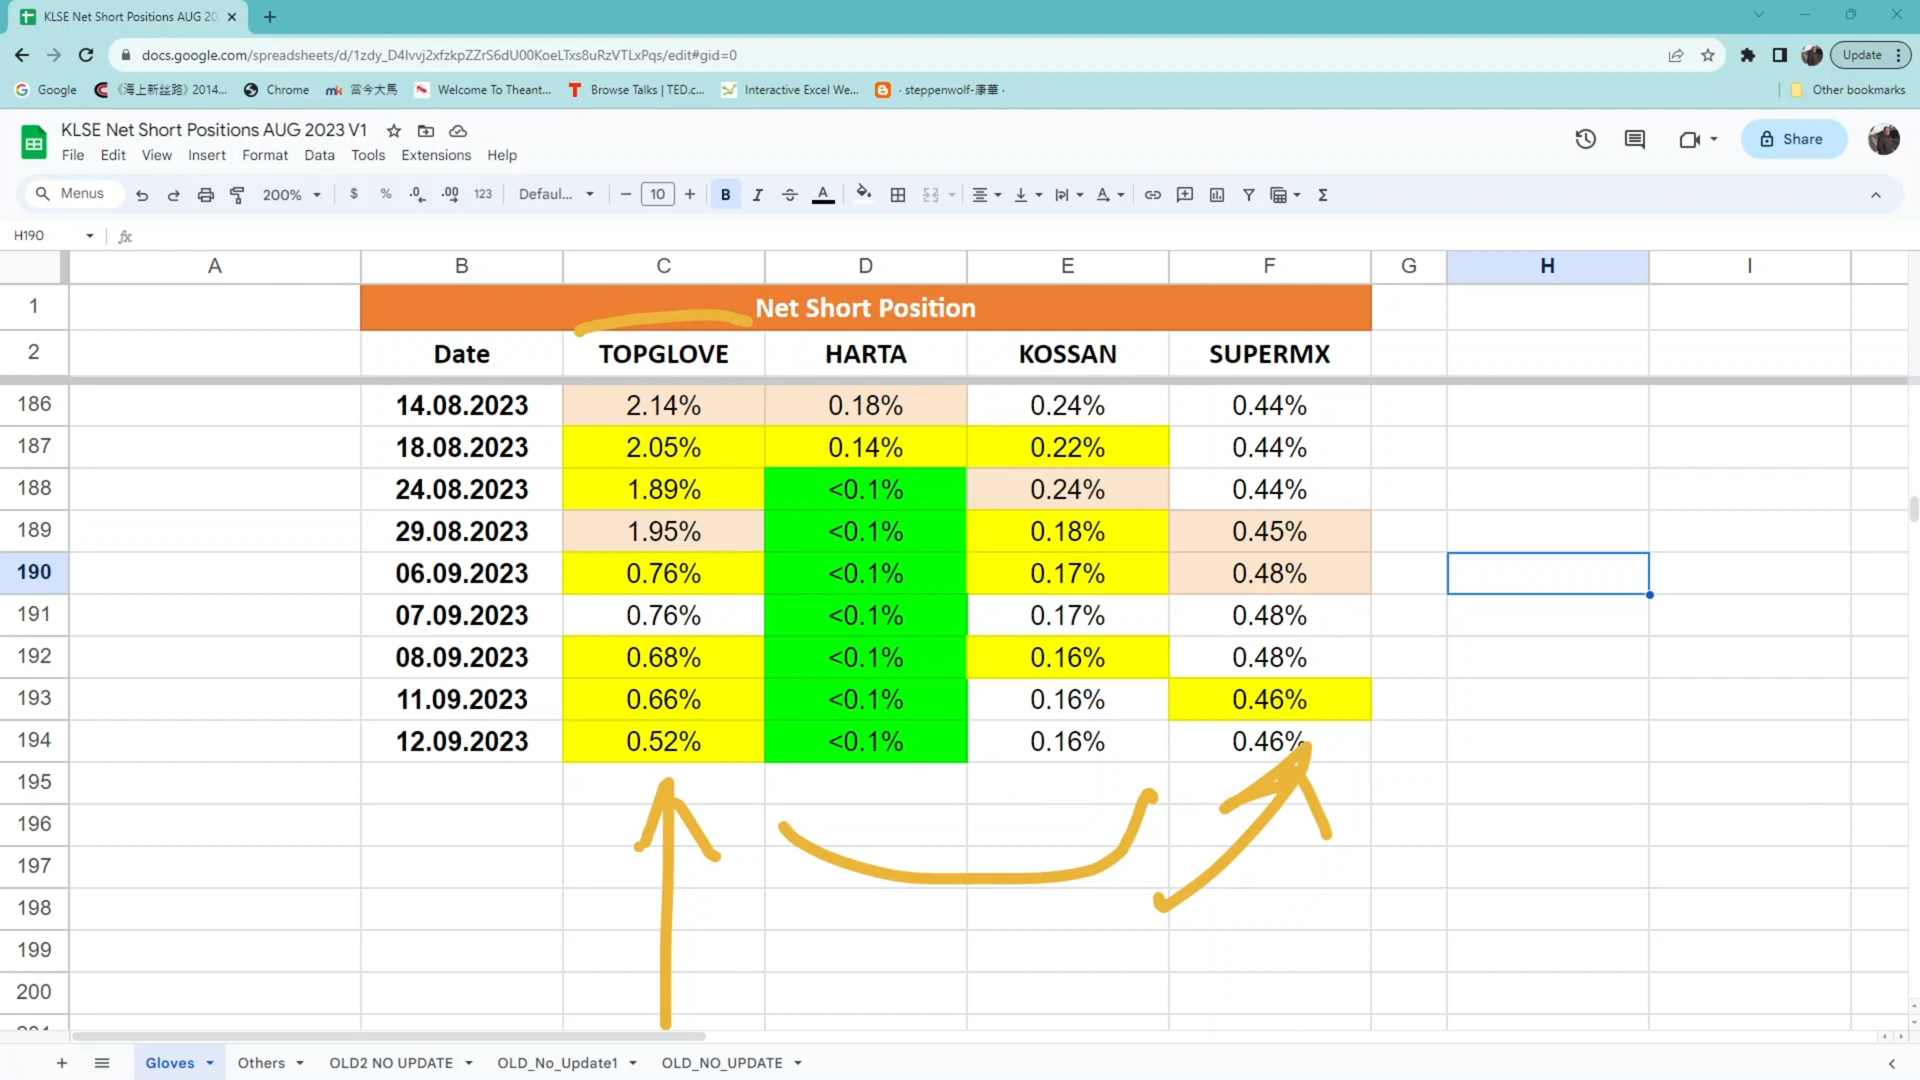 KLSE Net Short Positions AUG 20
docs.google.com/spreadsheets/d/1zdy_D4lvvj2xfzkpZZrS6dU00KoeLTxs8uRzVTLxPqs/edit#gid=0
Update
Google 《海上新丝路》2014... Chrome mk 當今大馬 Welcome To Theant... T Browse Talks | TED.c... Interactive Excel We... · steppenwolf-康華 · Other bookmarks
KLSE Net Short Positions AUG 2023 V1
File Edit View Insert Format Data Tools Extensions Help
Share
Menus 200% $ % .0 .00 123 Defaul... − 10 + B I A Σ
H190 fx
A B C D E F G H I
1 Net Short Position
2 Date TOPGLOVE HARTA KOSSAN SUPERMX
186 14.08.2023 2.14% 0.18% 0.24% 0.44%
187 18.08.2023 2.05% 0.14% 0.22% 0.44%
188 24.08.2023 1.89% <0.1% 0.24% 0.44%
189 29.08.2023 1.95% <0.1% 0.18% 0.45%
190 06.09.2023 0.76% <0.1% 0.17% 0.48%
191 07.09.2023 0.76% <0.1% 0.17% 0.48%
192 08.09.2023 0.68% <0.1% 0.16% 0.48%
193 11.09.2023 0.66% <0.1% 0.16% 0.46%
194 12.09.2023 0.52% <0.1% 0.16% 0.46%
195
196
197
198
199
200
Gloves Others OLD2 NO UPDATE OLD_No_Update1 OLD_NO_UPDATE